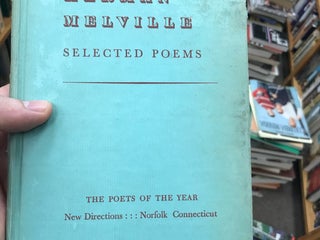 MELVILLE
SELECTED POEMS
THE POETS OF THE YEAR
New Directions : : : Norfolk Connecticut